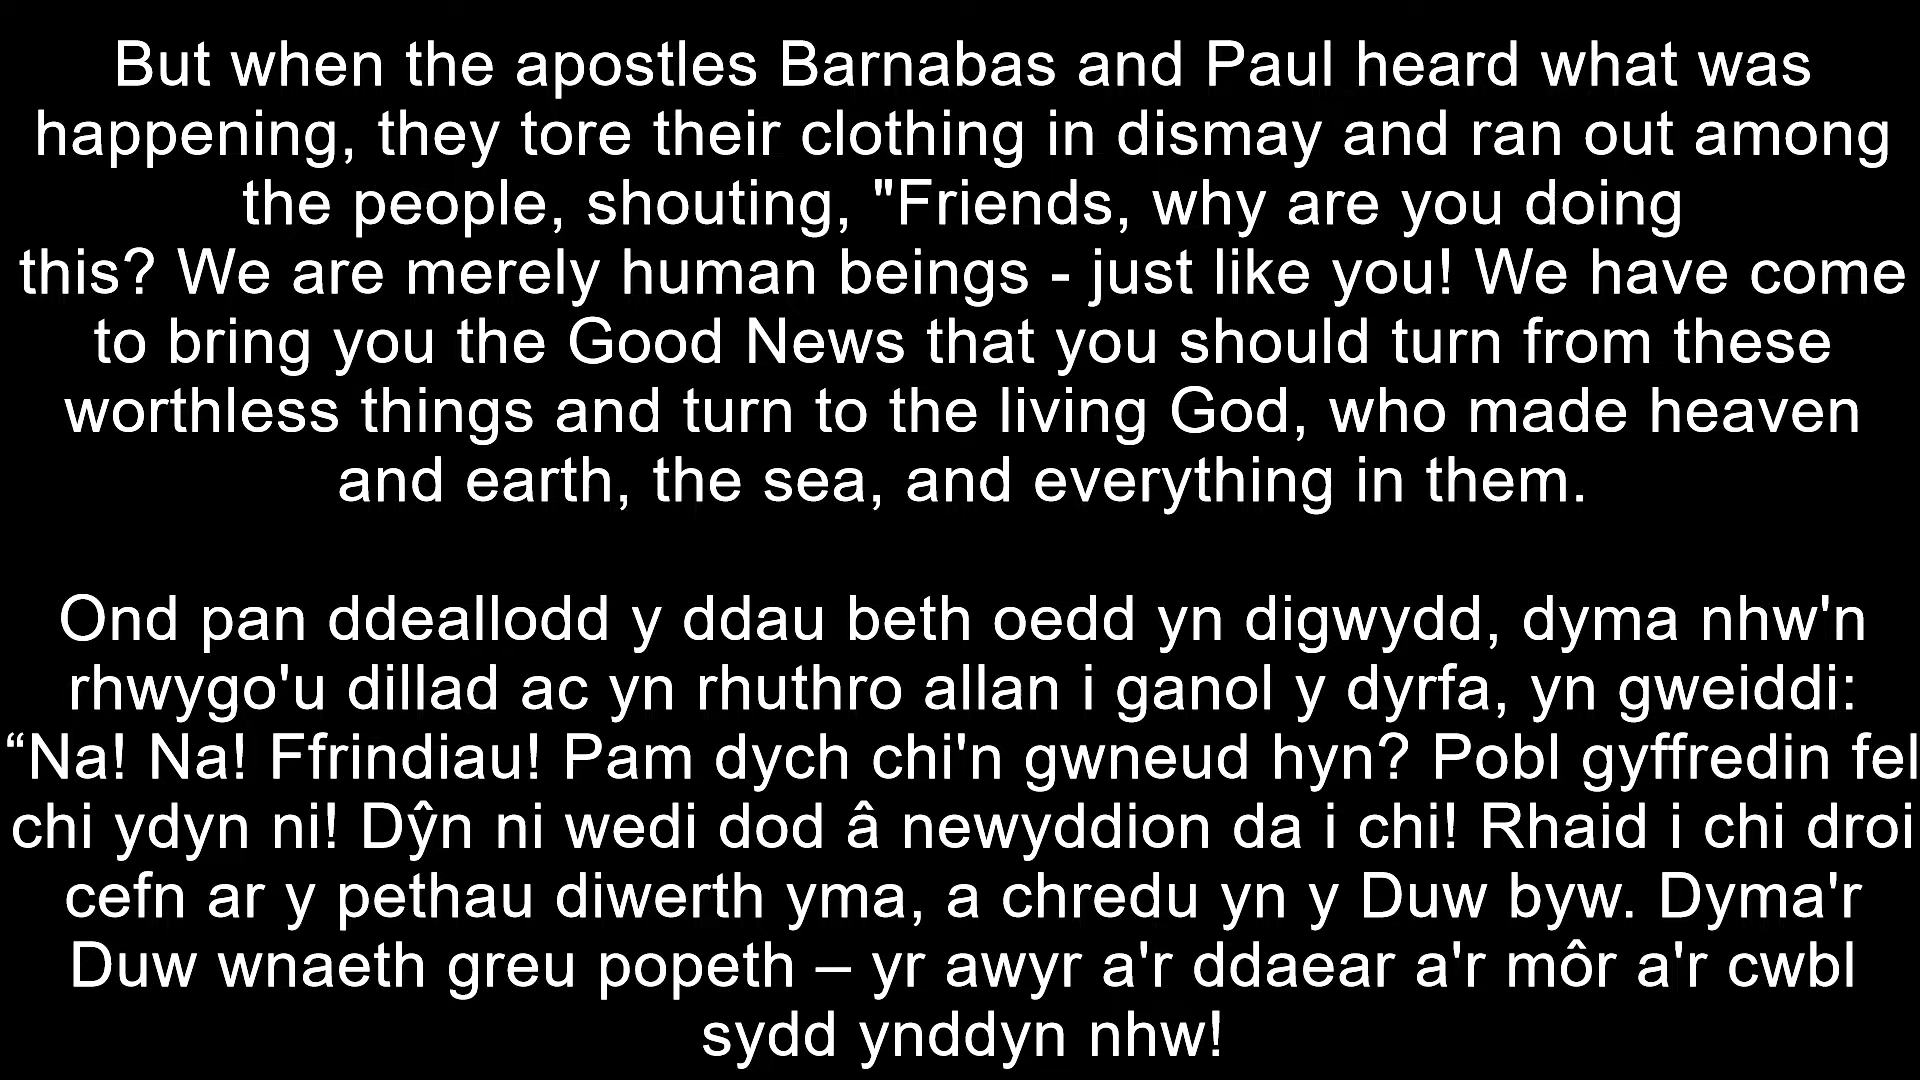 But when the apostles Barnabas and Paul heard what was
happening, they tore their clothing in dismay and ran out among
the people, shouting, "Friends, why are you doing
this? We are merely human beings - just like you! We have come
to bring you the Good News that you should turn from these
worthless things and turn to the living God, who made heaven
and earth, the sea, and everything in them.
Ond pan ddeallodd y ddau beth oedd yn digwydd, dyma nhw'n
rhwygo'u dillad ac yn rhuthro allan i ganol y dyrfa, yn gweiddi:
“Na! Na! Ffrindiau! Pam dych chi'n gwneud hyn? Pobl gyffredin fel
chi ydyn ni! Dŷn ni wedi dod â newyddion da i chi! Rhaid i chi droi
cefn ar y pethau diwerth yma, a chredu yn y Duw byw. Dyma'r
Duw wnaeth greu popeth – yr awyr a'r ddaear a'r môr a'r cwbl
sydd ynddyn nhw!